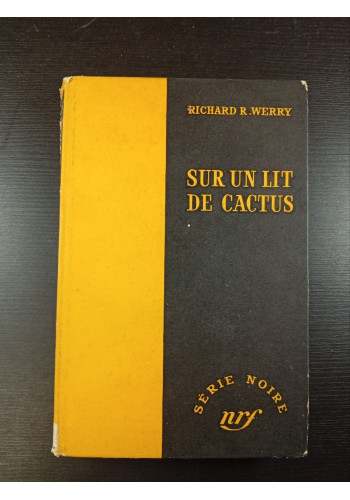 RICHARD R. WERRY
SUR UN LIT
DE CACTUS
SÉRIE NOIRE
nrf